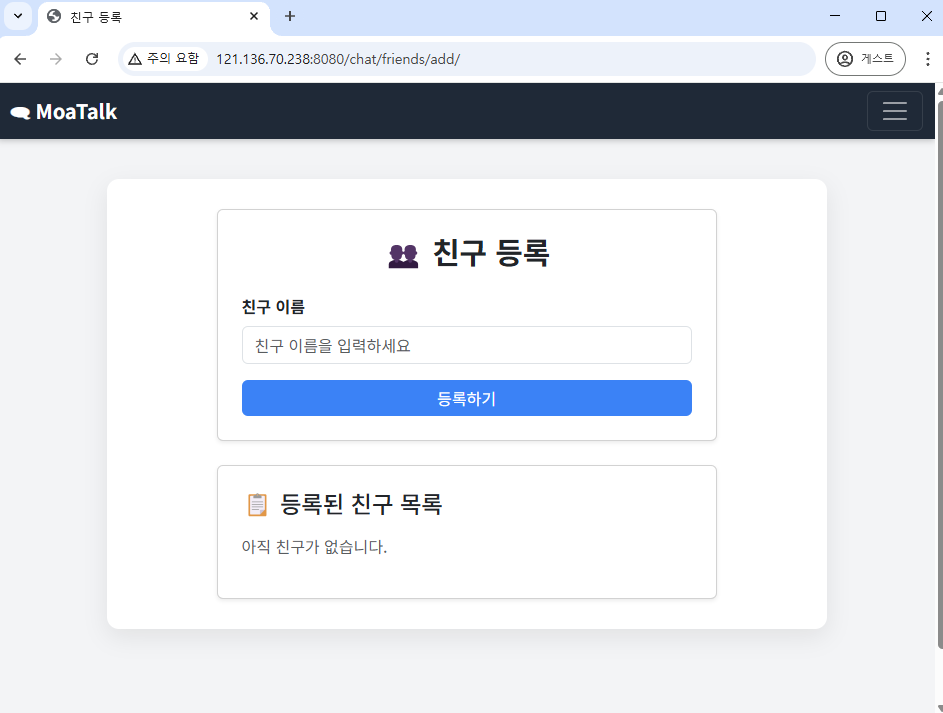 친구 등록
주의 요함 121.136.70.238:8080/chat/friends/add/ 게스트
MoaTalk
친구 등록
친구 이름
친구 이름을 입력하세요
등록하기
등록된 친구 목록
아직 친구가 없습니다.